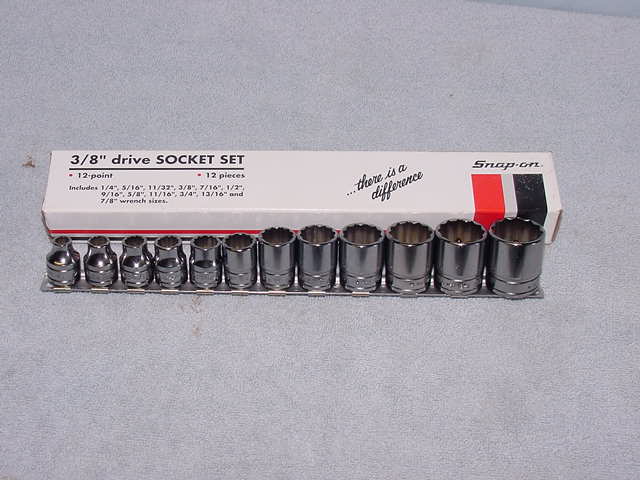 3/8" drive SOCKET SET
• 12-point • 12 pieces
Includes 1/4", 5/16", 11/32", 3/8", 7/16", 1/2",
9/16", 5/8", 11/16", 3/4", 13/16" and
7/8" wrench sizes.
...there is a
difference
Snap-on